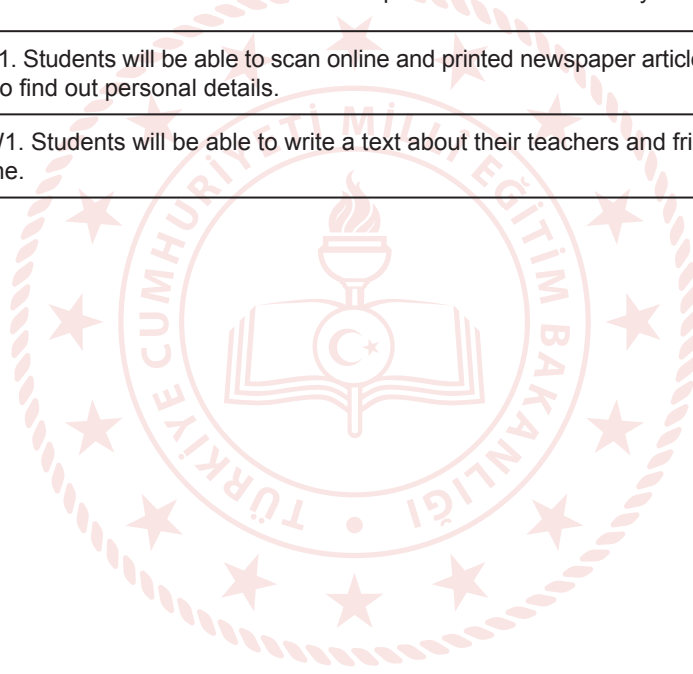 1. Students will be able to scan online and printed newspaper article
o find out personal details.
1. Students will be able to write a text about their teachers and fri
ne.
TÜRKİYE CUMHURİYETİ MİLLİ EĞİTİM BAKANLIĞI